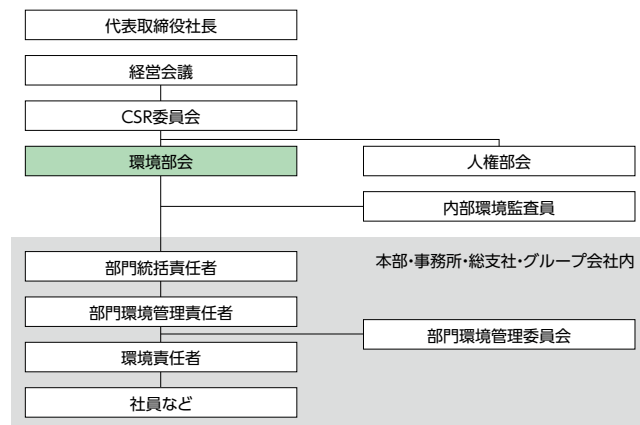 代表取締役社長
経営会議
CSR委員会
環境部会
人権部会
内部環境監査員
本部・事務所・総支社・グループ会社内
部門統括責任者
部門環境管理責任者
部門環境管理委員会
環境責任者
社員など